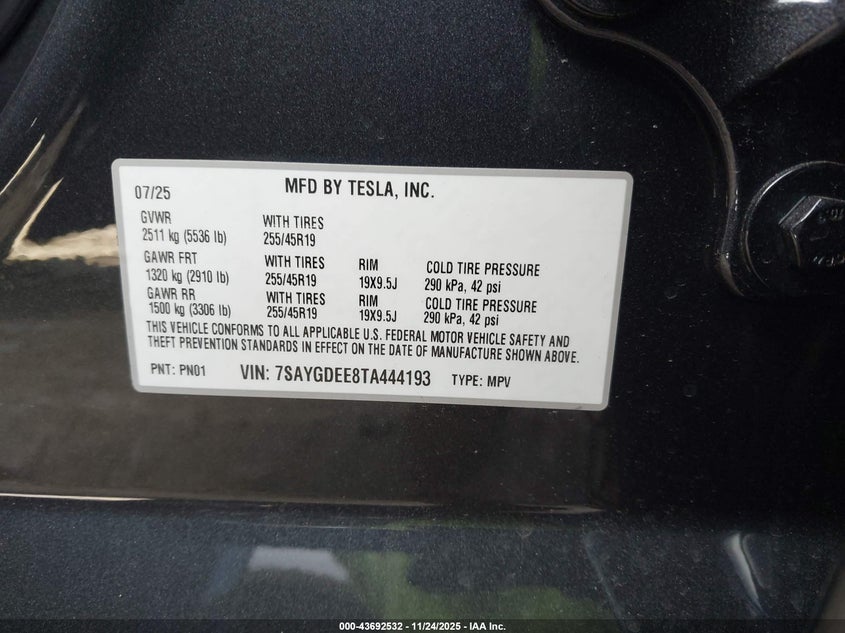 07/25 MFD BY TESLA, INC.
GVWR WITH TIRES
2511 kg (5536 lb) 255/45R19
GAWR FRT WITH TIRES RIM COLD TIRE PRESSURE
1320 kg (2910 lb) 255/45R19 19X9.5J 290 kPa, 42 psi
GAWR RR WITH TIRES RIM COLD TIRE PRESSURE
1500 kg (3306 lb) 255/45R19 19X9.5J 290 kPa, 42 psi
THIS VEHICLE CONFORMS TO ALL APPLICABLE U.S. FEDERAL MOTOR VEHICLE SAFETY AND
THEFT PREVENTION STANDARDS IN EFFECT ON THE DATE OF MANUFACTURE SHOWN ABOVE.
PNT: PN01 VIN: 7SAYGDEE8TA444193 TYPE: MPV
000-43692532 - 11/24/2025 - IAA Inc.